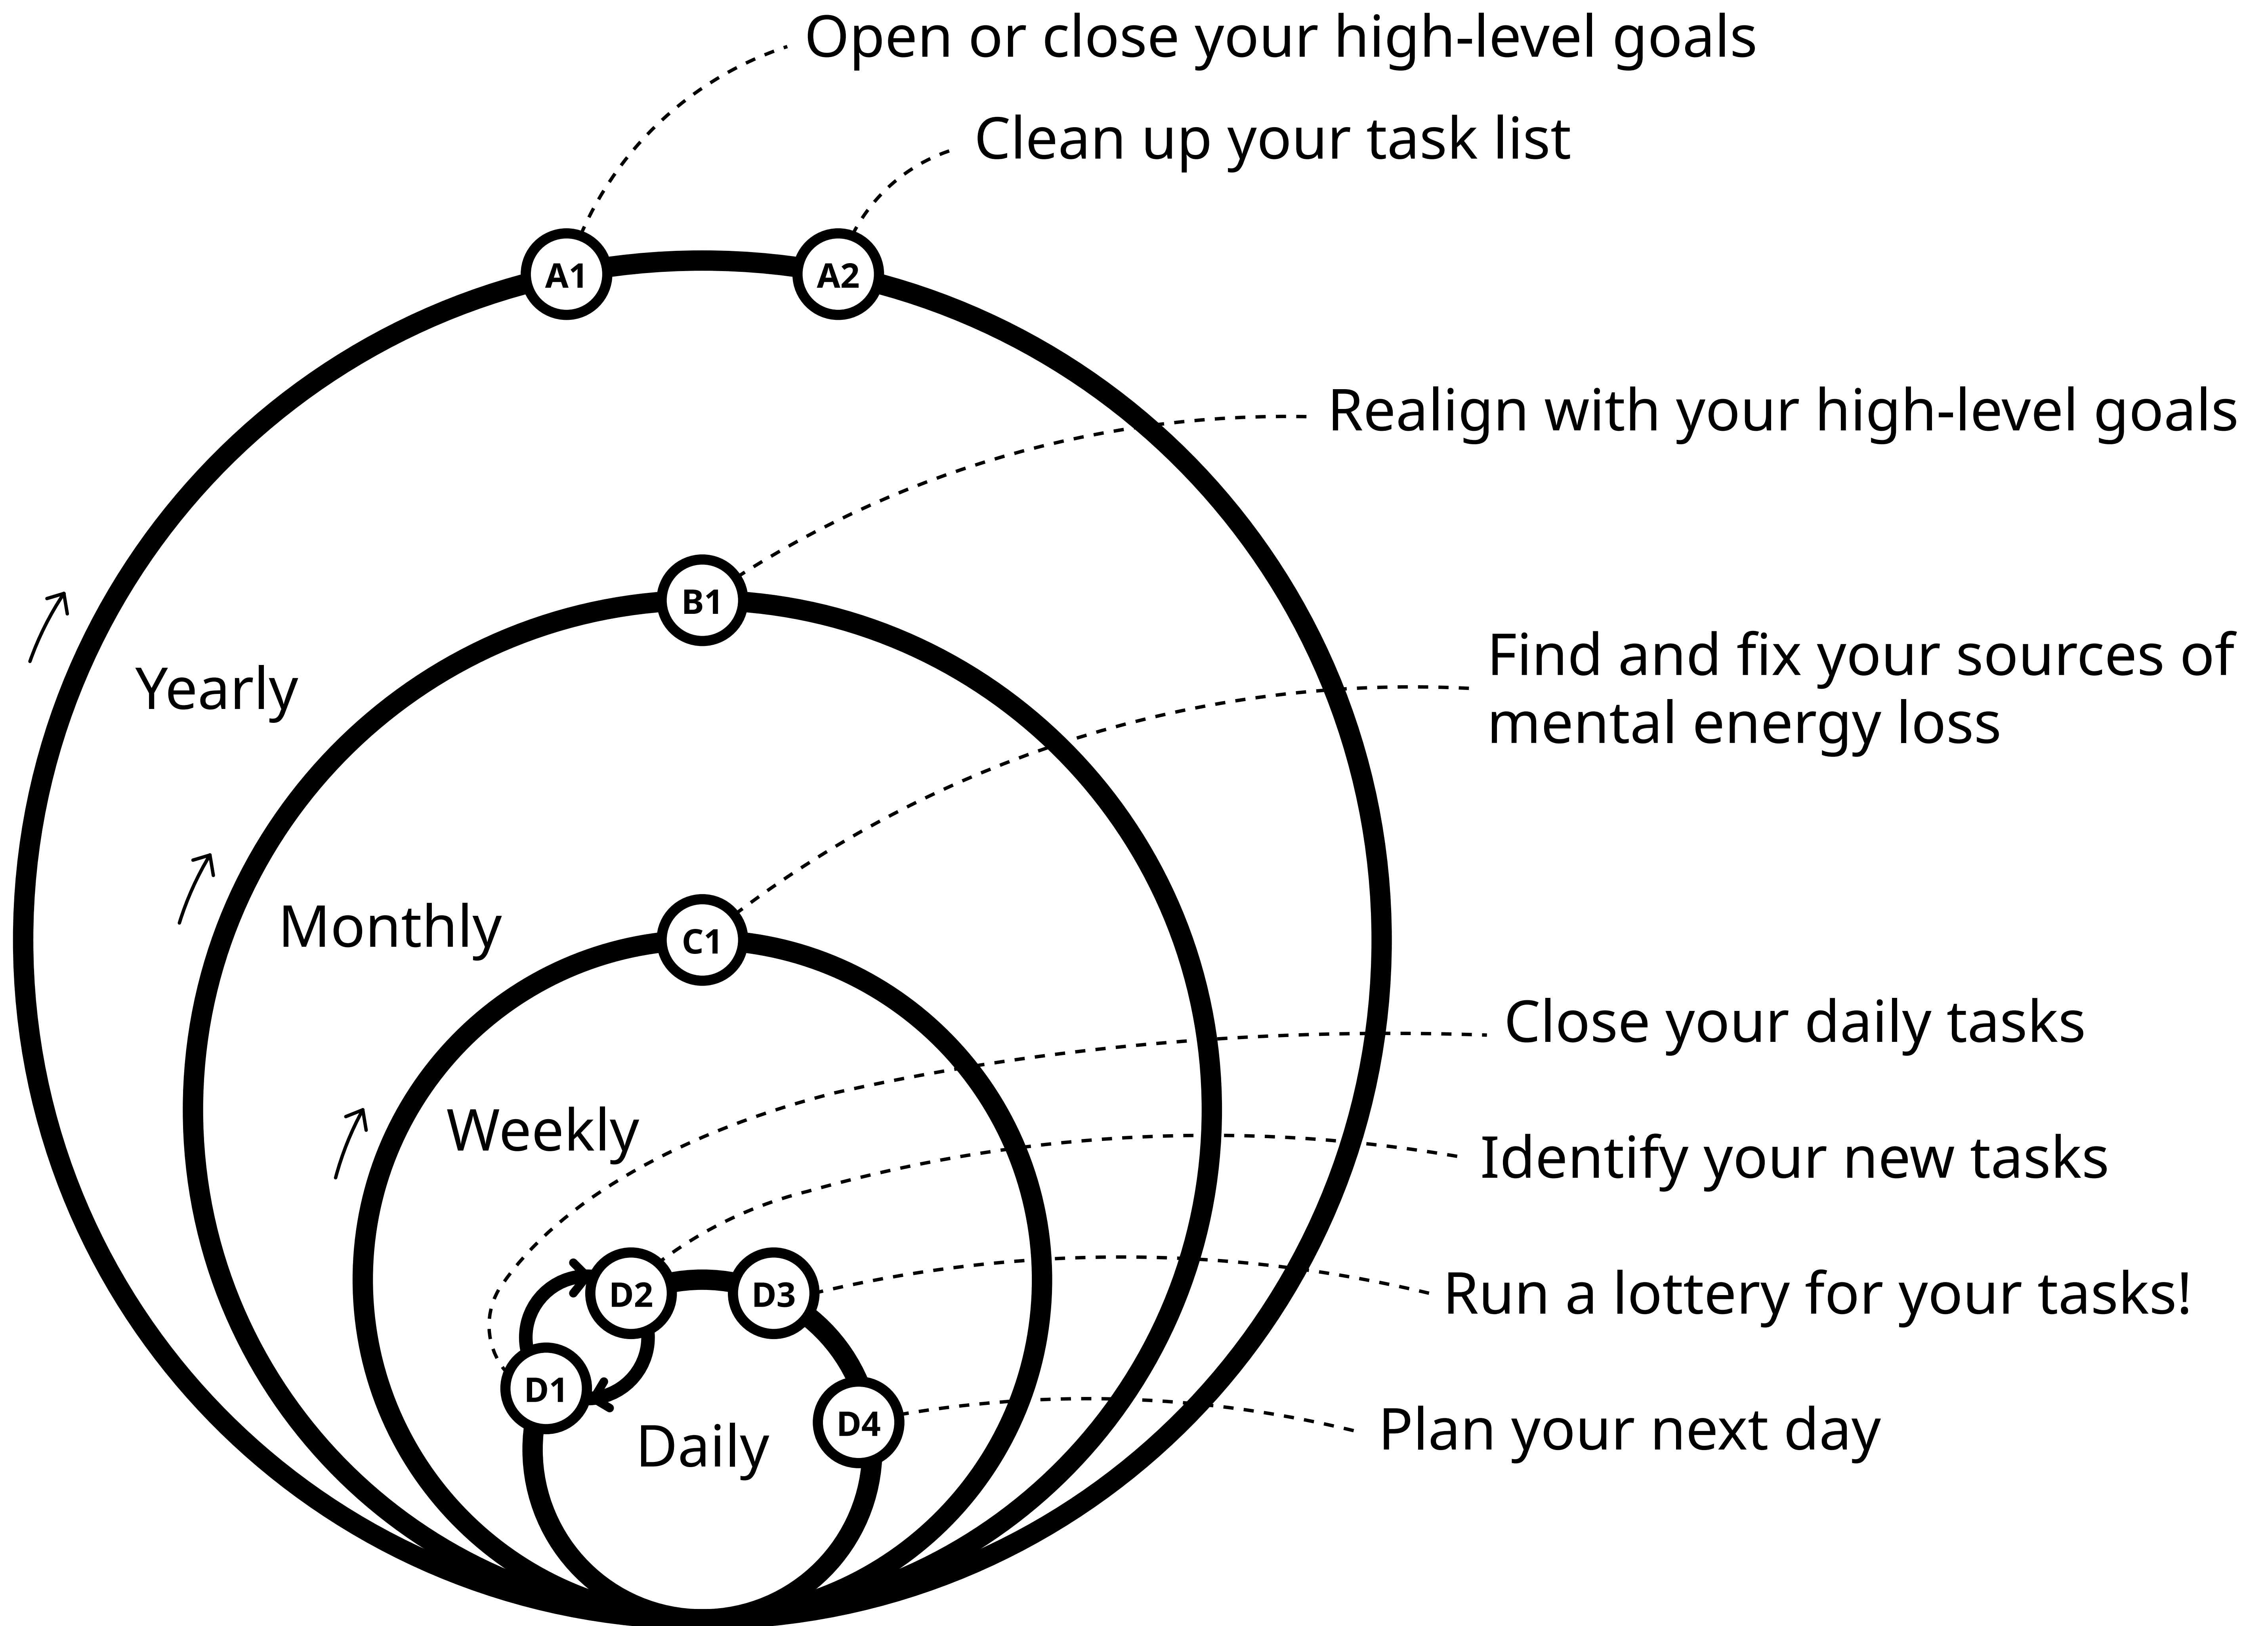 Open or close your high-level goals
Clean up your task list
A1
A2
Realign with your high-level goals
B1
Yearly
Find and fix your sources of
mental energy loss
Monthly
C1
Close your daily tasks
Weekly
Identify your new tasks
D2
D3
Run a lottery for your tasks!
D1
D4
Daily
Plan your next day